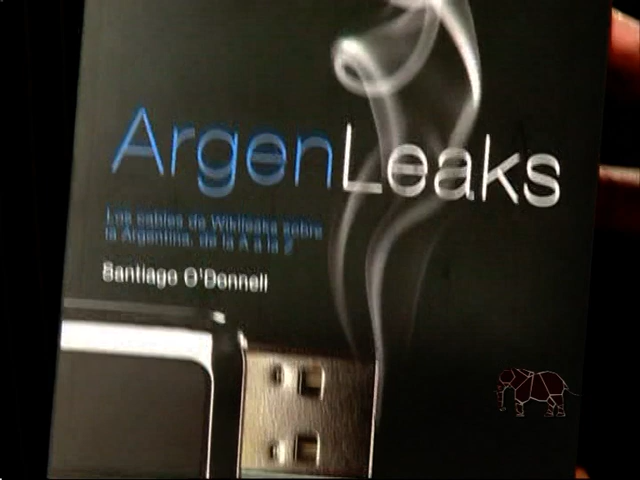 ArgenLeaks
Los cables de Wikileaks sobre
la Argentina, de la A a la Z
Santiago O'Donnell